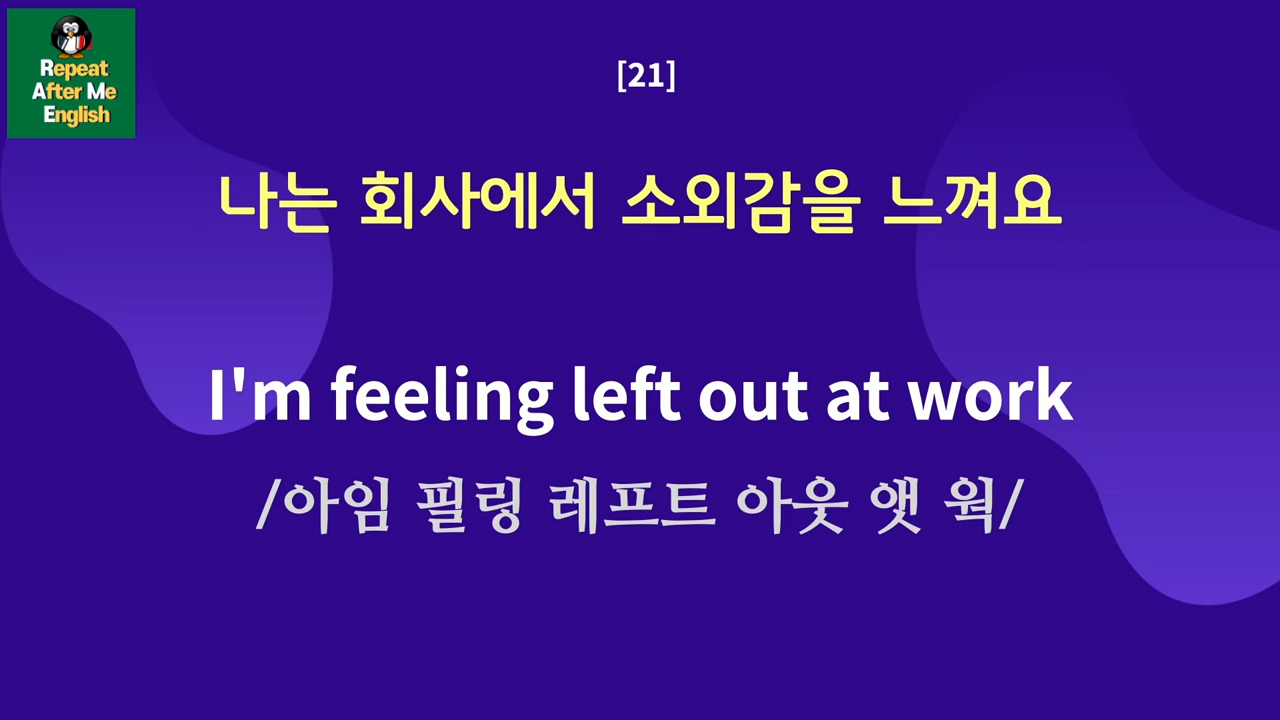 Repeat
After Me
English
[21]
나는 회사에서 소외감을 느껴요
I'm feeling left out at work
/아임 필링 레프트 아웃 앳 웍/